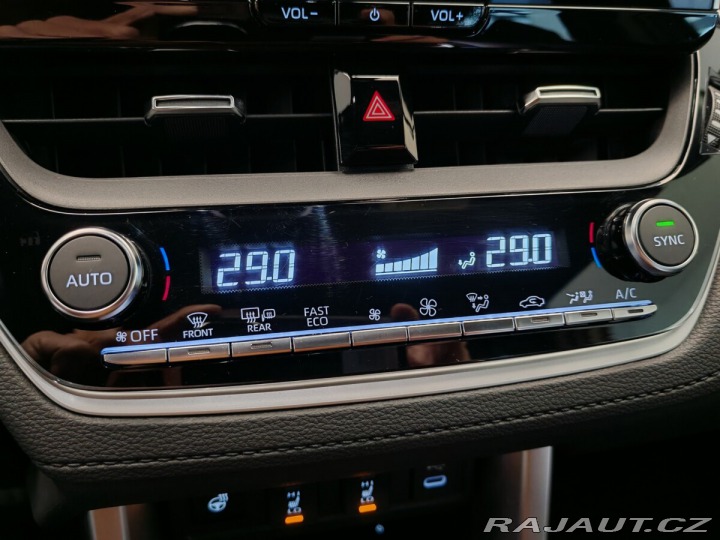 VOL− VOL+
29.0 29.0
AUTO SYNC
OFF FRONT REAR FAST ECO A/C
RAJAUT.CZ